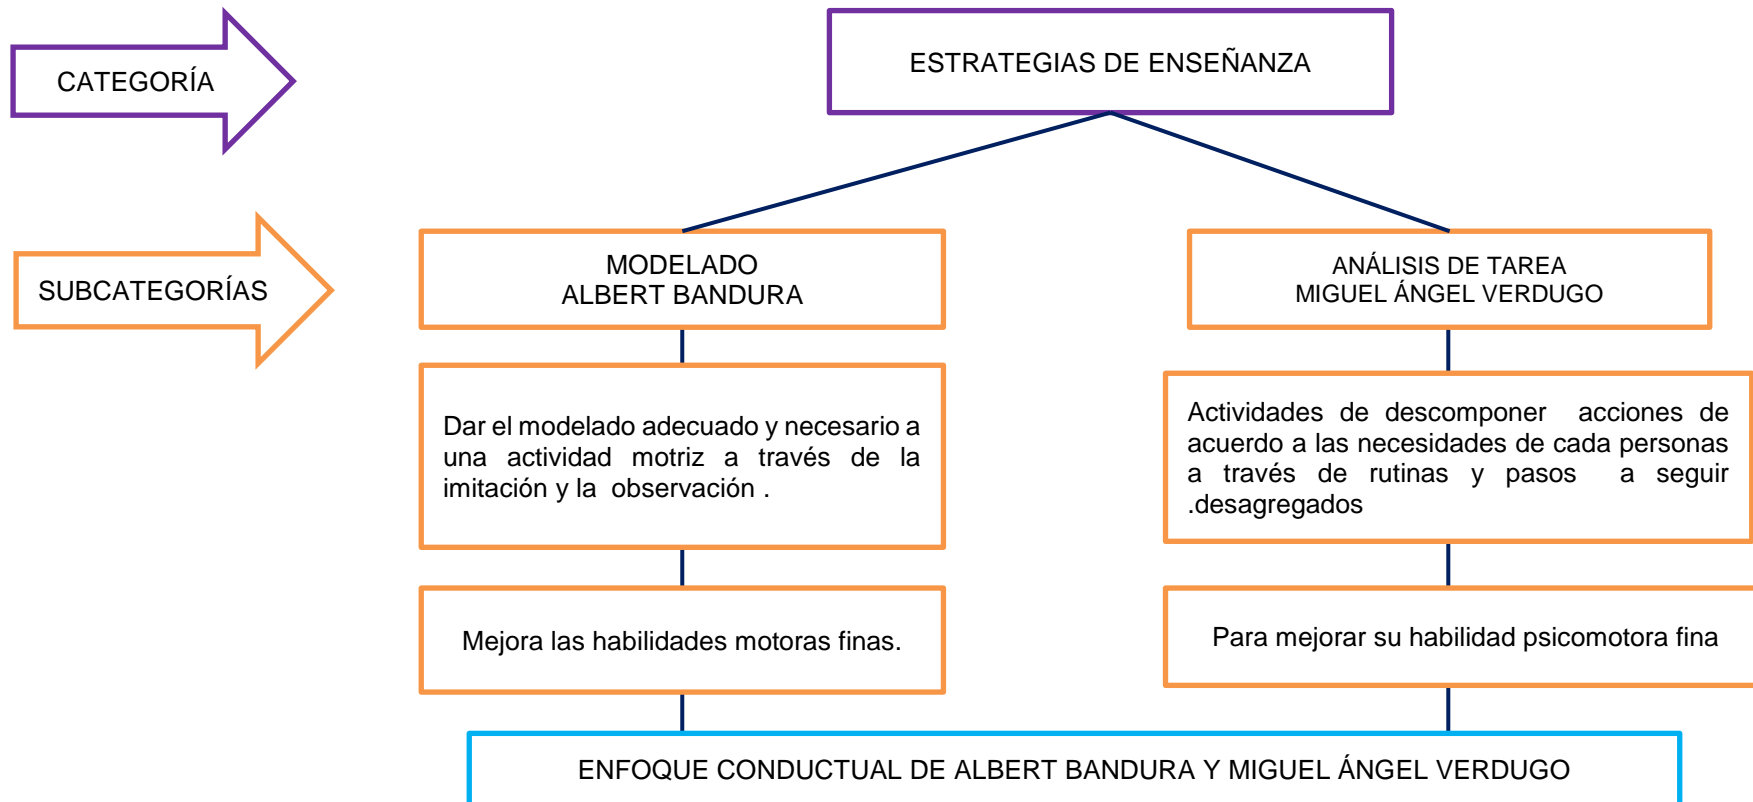 CATEGORÍA
ESTRATEGIAS DE ENSEÑANZA
SUBCATEGORÍAS
MODELADO
ALBERT BANDURA
ANÁLISIS DE TAREA
MIGUEL ÁNGEL VERDUGO
Dar el modelado adecuado y necesario a
una actividad motriz a través de la
imitación y la observación .
Actividades de descomponer acciones de
acuerdo a las necesidades de cada personas
a través de rutinas y pasos a seguir
.desagregados
Mejora las habilidades motoras finas.
Para mejorar su habilidad psicomotora fina
ENFOQUE CONDUCTUAL DE ALBERT BANDURA Y MIGUEL ÁNGEL VERDUGO